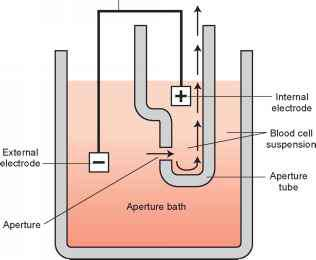 +
Internal
electrode
Blood cell
suspension
External
electrode
−
Aperture
tube
Aperture
Aperture bath